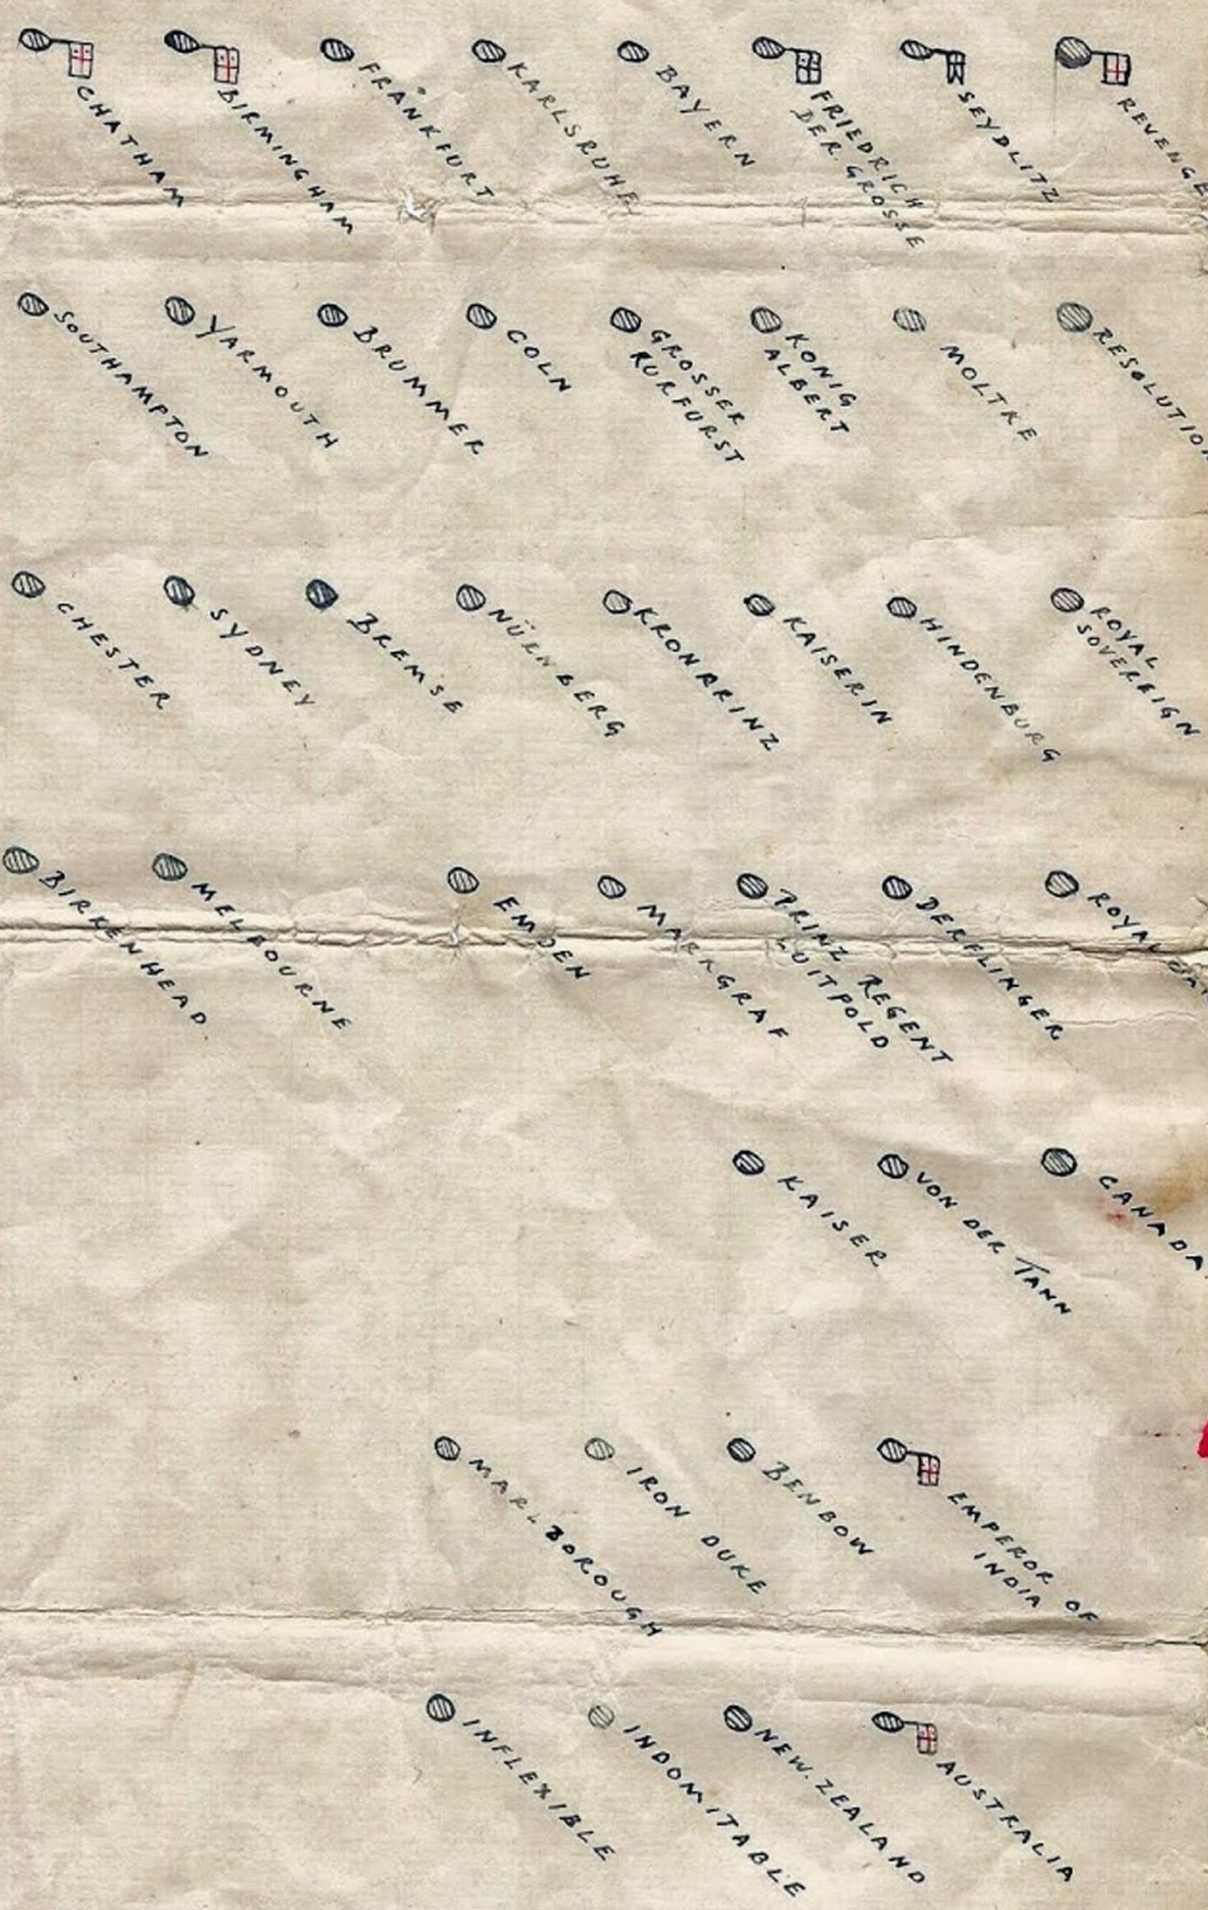 CHATHAM
BIRMINGHAM
FRANKFURT
KARLSRUHE
BAYERN
FRIEDRICH
DER.GROSSE
SEYDLITZ
REVENGE
SOUTHAMPTON
YARMOUTH
BRUMMER
COLN
GROSSER
KURFURST
KONIG
ALBERT
MOLTKE
RESOLUTION
CHESTER
SYDNEY
BREMSE
NÜRNBERG
KRONPRINZ
KAISERIN
HINDENBURG
ROYAL
SOVEREIGN
BIRKENHEAD
MELBOURNE
EMDEN
MARKGRAF
PRINZ REGENT
LUITPOLD
DERFLINGER
ROYAL
KAISER
VON DER TANN
CANADA
MARLBOROUGH
IRON DUKE
BENBOW
EMPEROR OF
INDIA
INFLEXIBLE
INDOMITABLE
NEW.ZEALAND
AUSTRALIA